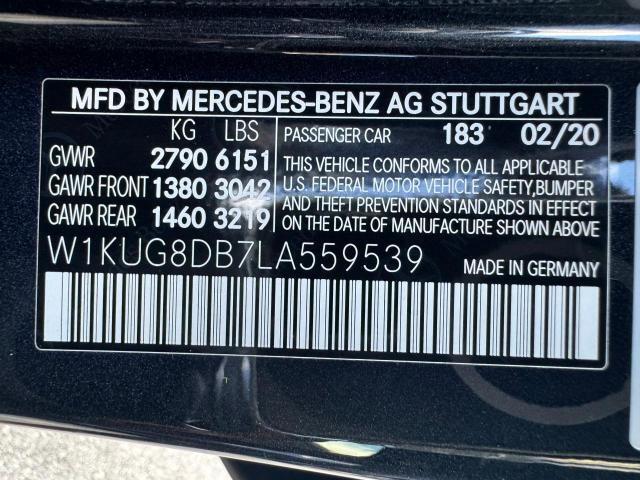 MFD BY MERCEDES-BENZ AG STUTTGART
KG LBS
GVWR 2790 6151
GAWR FRONT 1380 3042
GAWR REAR 1460 3219
PASSENGER CAR 183 02/20
THIS VEHICLE CONFORMS TO ALL APPLICABLE
U.S. FEDERAL MOTOR VEHICLE SAFETY,BUMPER
AND THEFT PREVENTION STANDARDS IN EFFECT
ON THE DATE OF MANUFACTURE SHOWN ABOVE
W1KUG8DB7LA559539 MADE IN GERMANY